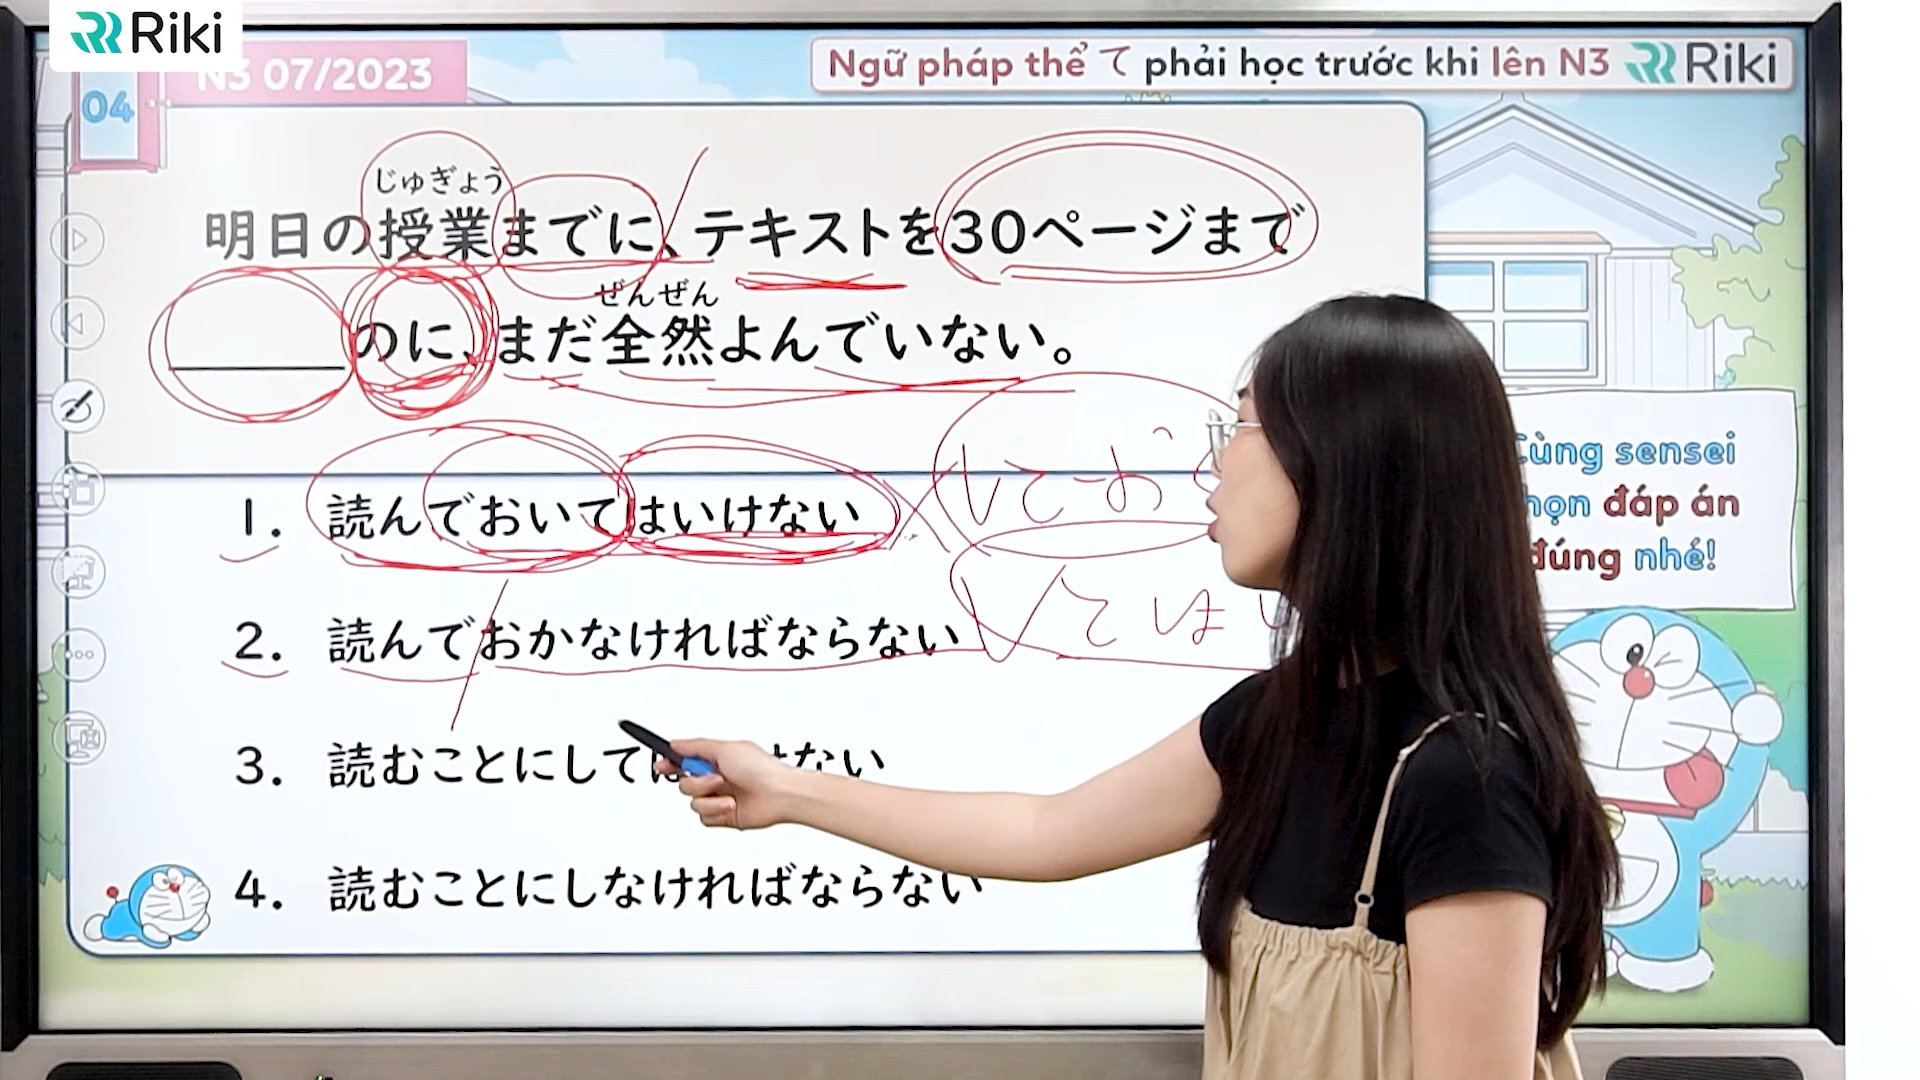 Riki
N3 07/2023
Ngữ pháp thể て phải học trước khi lên N3 Riki
04
じゅぎょう
明日の授業までに、テキストを30ページまで
ぜんぜん
のに、まだ全然よんでいない。
1. 読んでおいてはいけない
2. 読んでおかなければならない
3. 読むことにして
ない
4. 読むことにしなければならない
Vてお
Vては
Cùng sensei
chọn đáp án
đúng nhé!